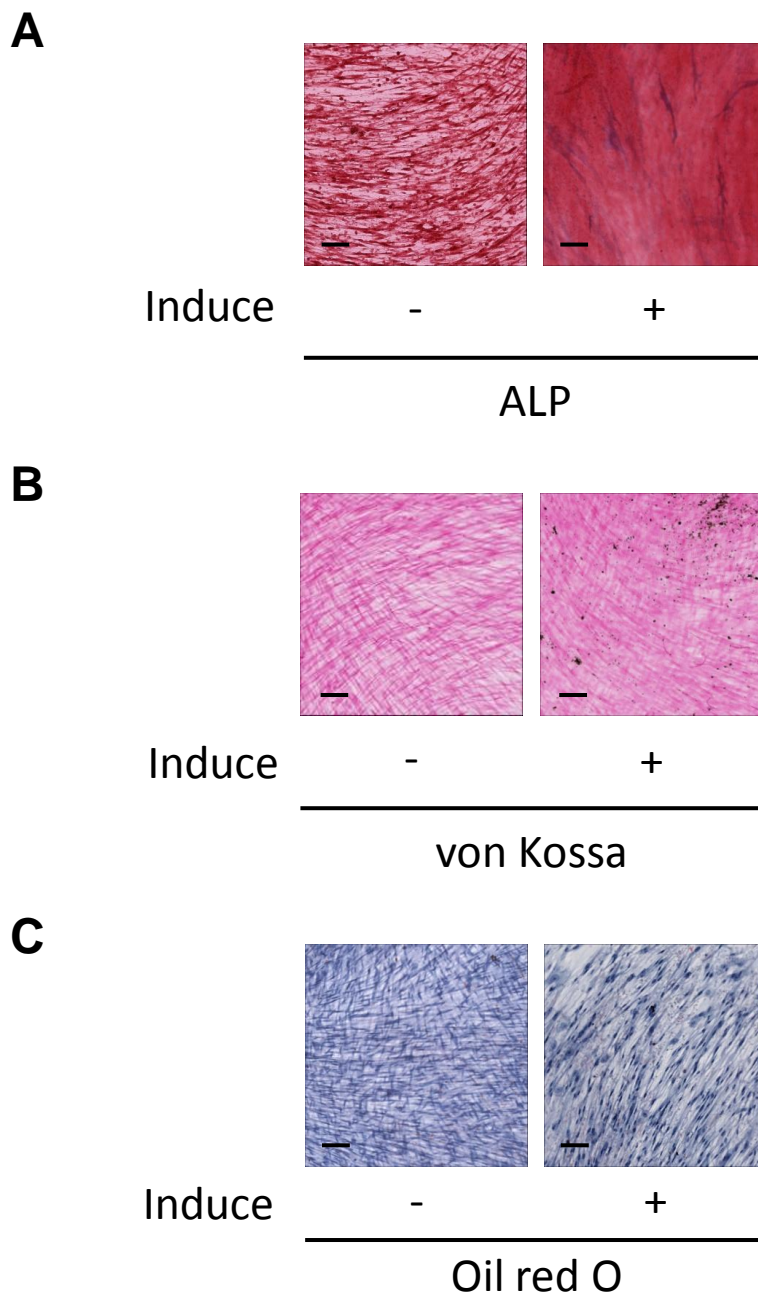 A
Induce - +
ALP
B
Induce - +
von Kossa
C
Induce - +
Oil red O